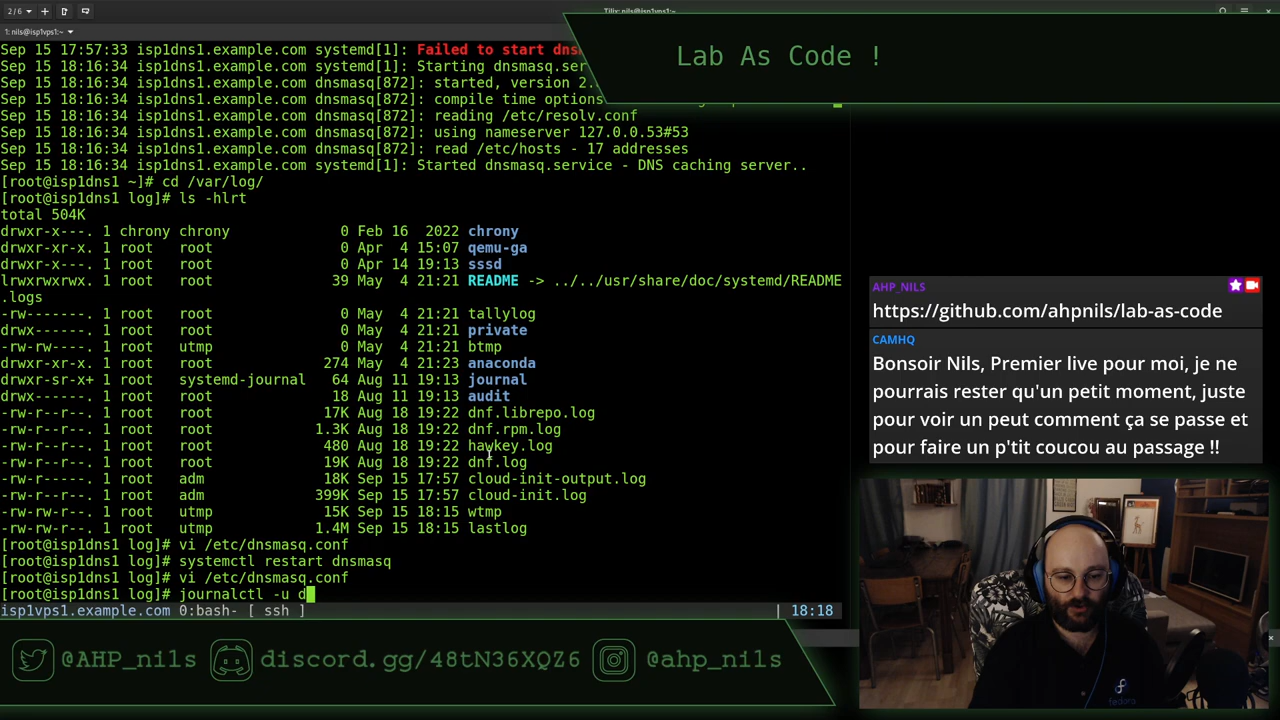 2/6
Tilix: nils@isp1vps1:~
1: nils@isp1vps1:~
Sep 15 17:57:33 isp1dns1.example.com systemd[1]: Failed to start dns
Sep 15 18:16:34 isp1dns1.example.com systemd[1]: Starting dnsmasq.ser
Sep 15 18:16:34 isp1dns1.example.com dnsmasq[872]: started, version 2.
Sep 15 18:16:34 isp1dns1.example.com dnsmasq[872]: compile time options
Sep 15 18:16:34 isp1dns1.example.com dnsmasq[872]: reading /etc/resolv.conf
Sep 15 18:16:34 isp1dns1.example.com dnsmasq[872]: using nameserver 127.0.0.53#53
Sep 15 18:16:34 isp1dns1.example.com dnsmasq[872]: read /etc/hosts - 17 addresses
Sep 15 18:16:34 isp1dns1.example.com systemd[1]: Started dnsmasq.service - DNS caching server..
[root@isp1dns1 ~]# cd /var/log/
[root@isp1dns1 log]# ls -hlrt
total 504K
drwxr-x---. 1 chrony chrony 0 Feb 16 2022 chrony
drwxr-xr-x. 1 root root 0 Apr 4 15:07 qemu-ga
drwxr-x---. 1 root root 0 Apr 14 19:13 sssd
lrwxrwxrwx. 1 root root 39 May 4 21:21 README -> ../../usr/share/doc/systemd/README
.logs
-rw-------. 1 root root 0 May 4 21:21 tallylog
drwx------. 1 root root 0 May 4 21:21 private
-rw-rw----. 1 root utmp 0 May 4 21:21 btmp
drwxr-xr-x. 1 root root 274 May 4 21:23 anaconda
drwxr-sr-x+ 1 root systemd-journal 64 Aug 11 19:13 journal
drwx------. 1 root root 18 Aug 11 19:13 audit
-rw-r--r--. 1 root root 17K Aug 18 19:22 dnf.librepo.log
-rw-r--r--. 1 root root 1.3K Aug 18 19:22 dnf.rpm.log
-rw-r--r--. 1 root root 480 Aug 18 19:22 hawkey.log
-rw-r--r--. 1 root root 19K Aug 18 19:22 dnf.log
-rw-r-----. 1 root adm 18K Sep 15 17:57 cloud-init-output.log
-rw-r-----. 1 root adm 399K Sep 15 17:57 cloud-init.log
-rw-rw-r--. 1 root utmp 15K Sep 15 18:15 wtmp
-rw-rw-r--. 1 root utmp 1.4M Sep 15 18:15 lastlog
[root@isp1dns1 log]# vi /etc/dnsmasq.conf
[root@isp1dns1 log]# systemctl restart dnsmasq
[root@isp1dns1 log]# vi /etc/dnsmasq.conf
[root@isp1dns1 log]# journalctl -u d
isp1vps1.example.com 0:bash- [ ssh ] | 18:18
Lab As Code !
AHP_NILS
https://github.com/ahpnils/lab-as-code
CAMHQ
Bonsoir Nils, Premier live pour moi, je ne
pourrais rester qu'un petit moment, juste
pour voir un peut comment ça se passe et
pour faire un p'tit coucou au passage !!
fedora
@AHP_nils discord.gg/48tN36XQZ6 @ahp_nils